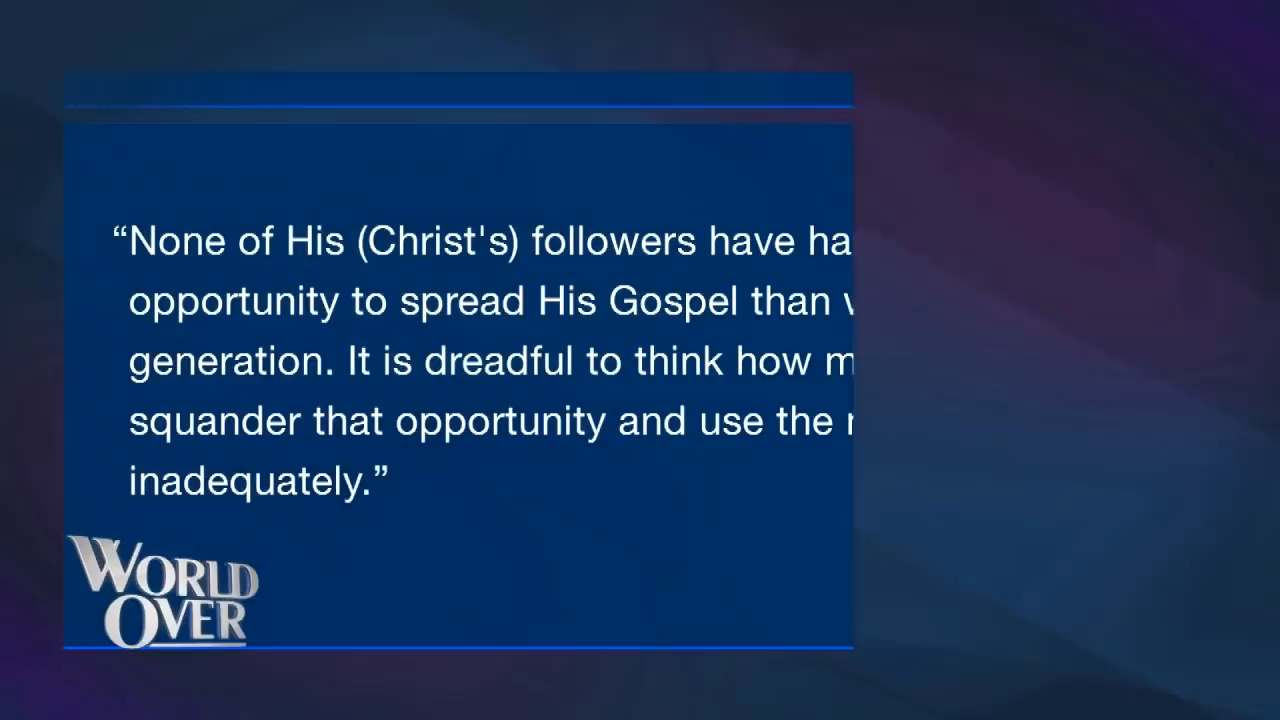 “None of His (Christ's) followers have ha
opportunity to spread His Gospel than
generation. It is dreadful to think how m
squander that opportunity and use the
inadequately.”
WORLD
OVER